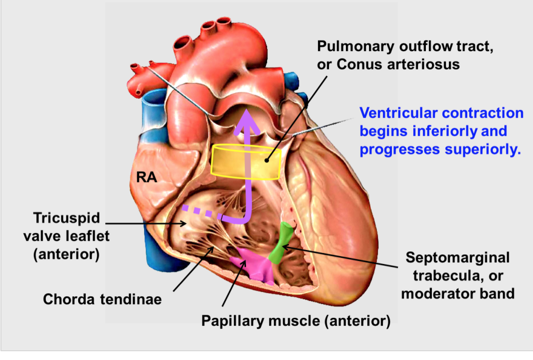 Pulmonary outflow tract,
or Conus arteriosus
Ventricular contraction
begins inferiorly and
progresses superiorly.
RA
Tricuspid
valve leaflet
(anterior)
Septomarginal
trabecula, or
moderator band
Chorda tendinae
Papillary muscle (anterior)